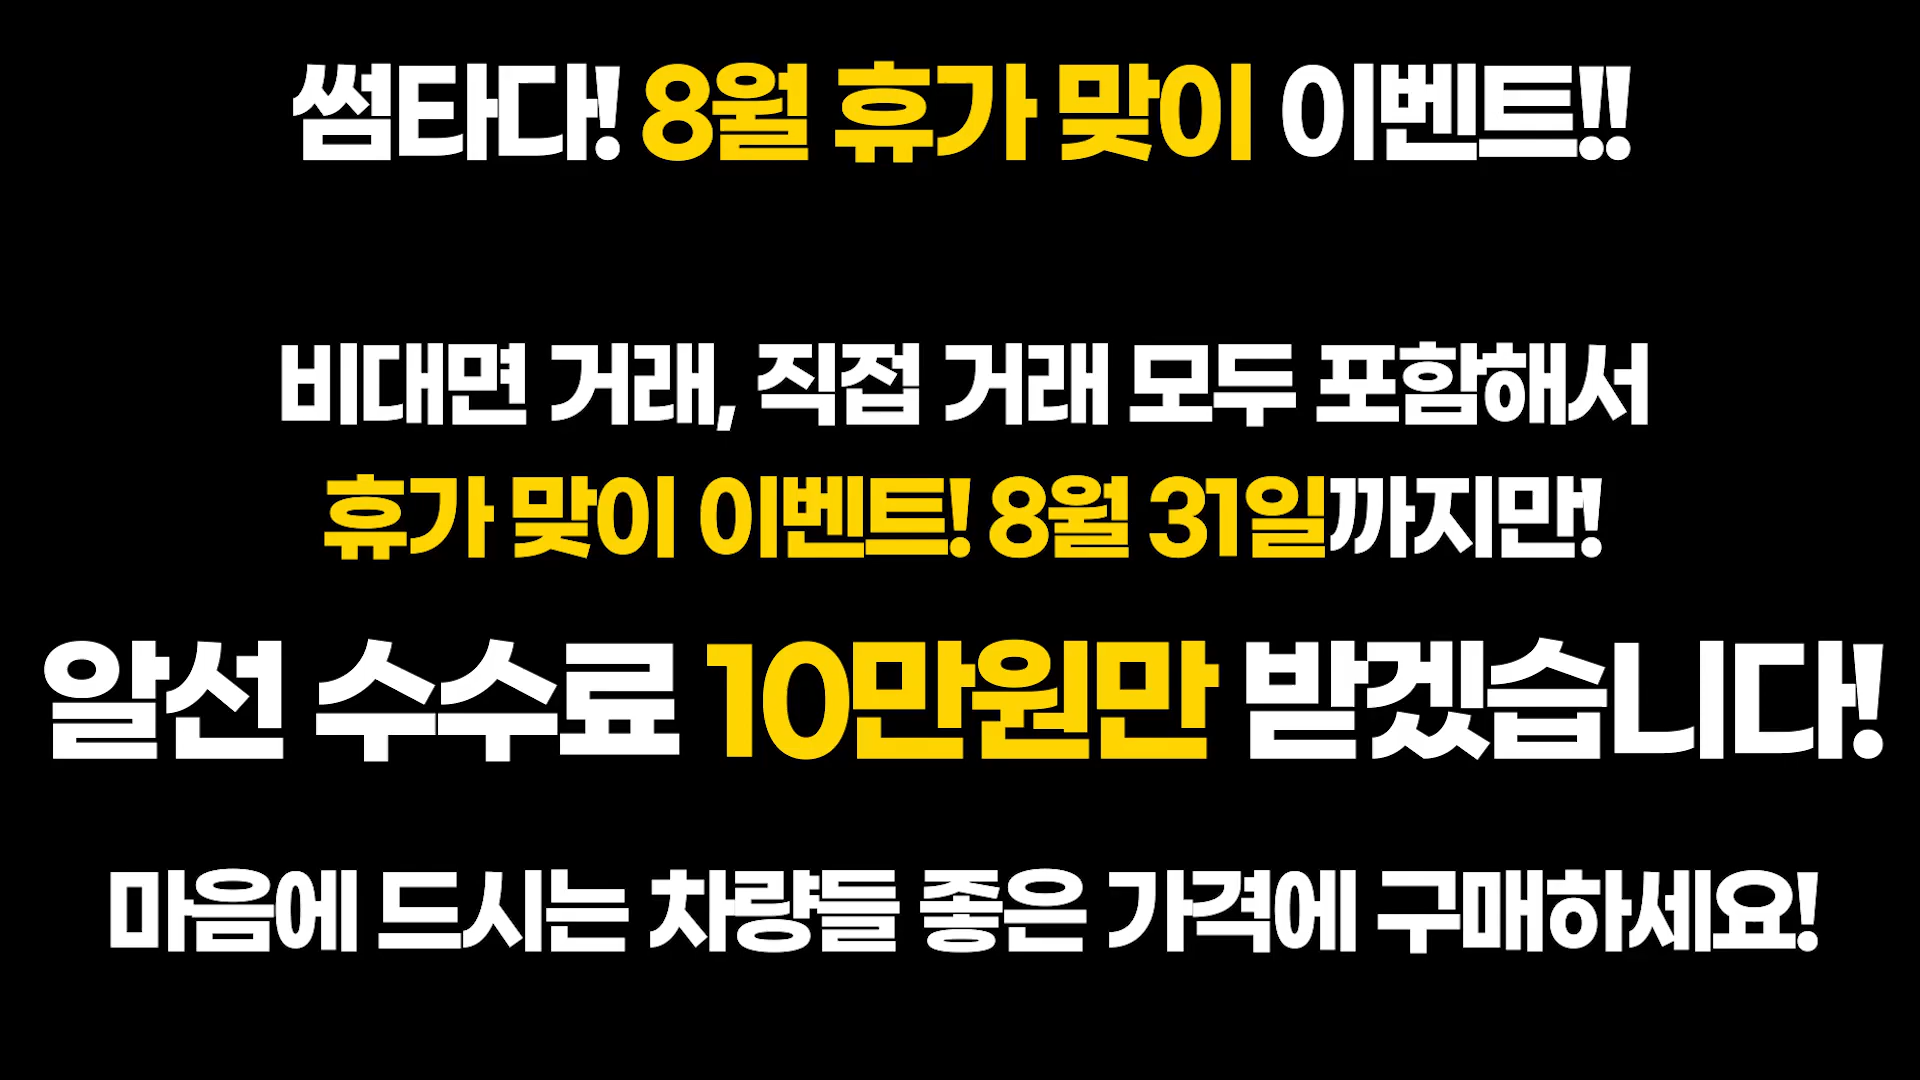 썸타다! 8월 휴가 맞이 이벤트!!
비대면 거래, 직접 거래 모두 포함해서
휴가 맞이 이벤트! 8월 31일까지만!
알선 수수료 10만원만 받겠습니다!
마음에 드시는 차량들 좋은 가격에 구매하세요!